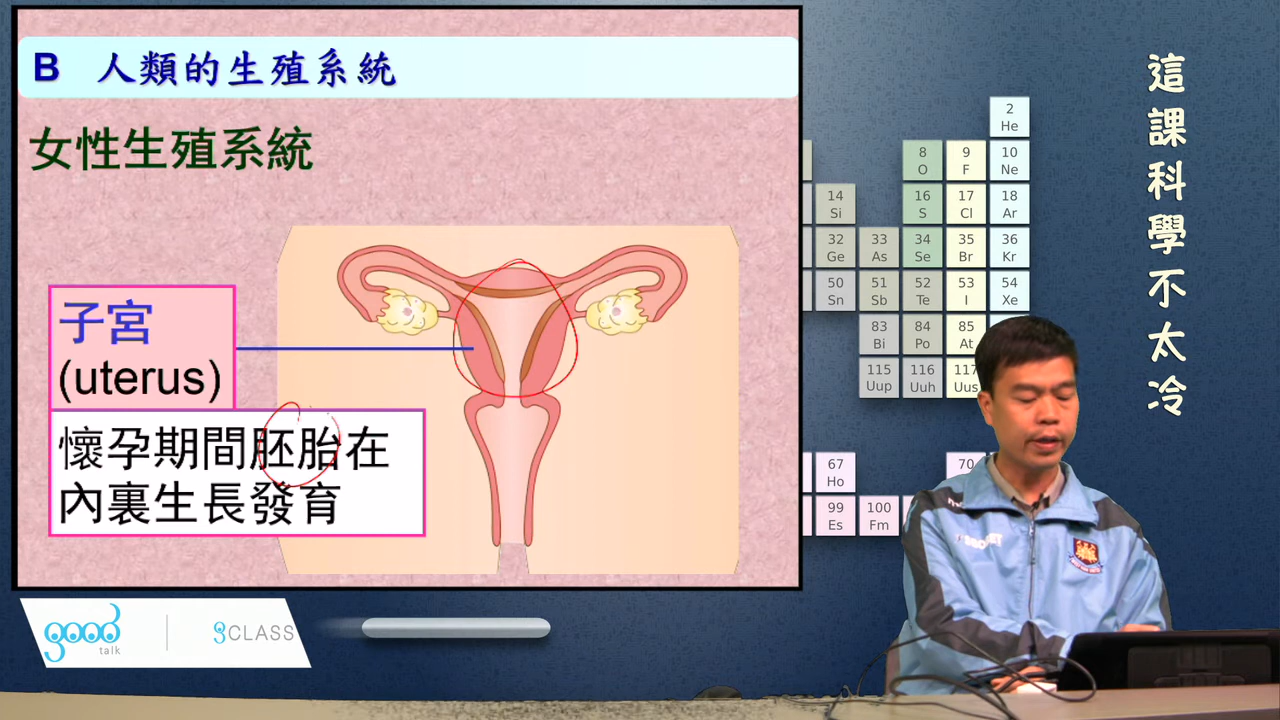 B 人類的生殖系統
女性生殖系統
子宮
(uterus)
懷孕期間胚胎在
內裏生長發育
good
talk
3CLASS
這課科學不太冷
2
He
8
O
9
F
10
Ne
14
Si
16
S
17
Cl
18
Ar
32
Ge
33
As
34
Se
35
Br
36
Kr
50
Sn
51
Sb
52
Te
53
I
54
Xe
83
Bi
84
Po
85
At
115
Uup
116
Uuh
117
Uus
67
Ho
70
99
Es
100
Fm